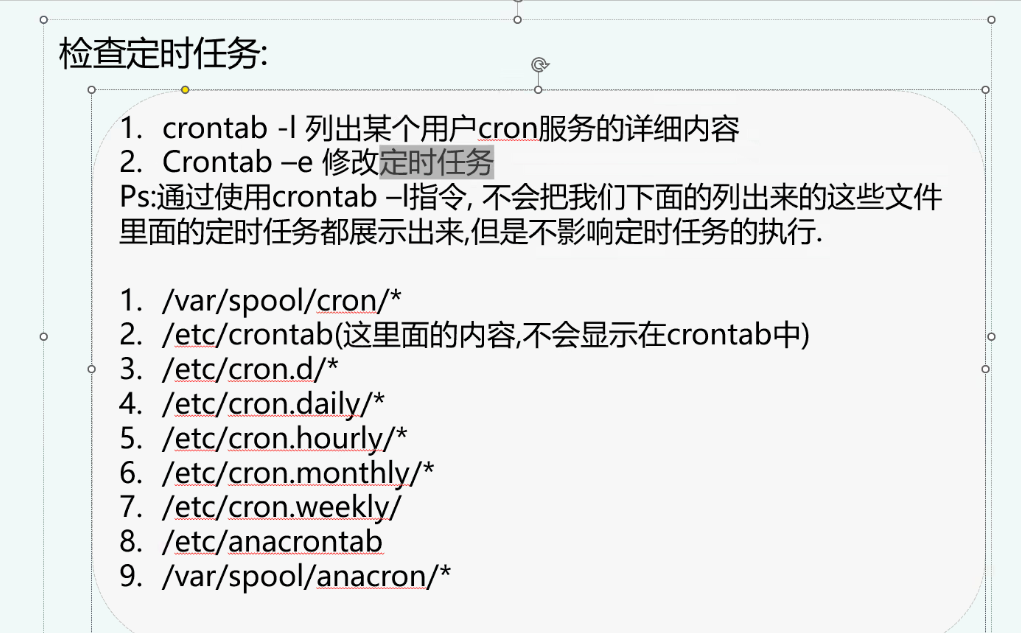 检查定时任务:
1. crontab -l 列出某个用户cron服务的详细内容
2. Crontab –e 修改定时任务
Ps:通过使用crontab –l指令, 不会把我们下面的列出来的这些文件
里面的定时任务都展示出来,但是不影响定时任务的执行.
1. /var/spool/cron/*
2. /etc/crontab(这里面的内容,不会显示在crontab中)
3. /etc/cron.d/*
4. /etc/cron.daily/*
5. /etc/cron.hourly/*
6. /etc/cron.monthly/*
7. /etc/cron.weekly/
8. /etc/anacrontab
9. /var/spool/anacron/*